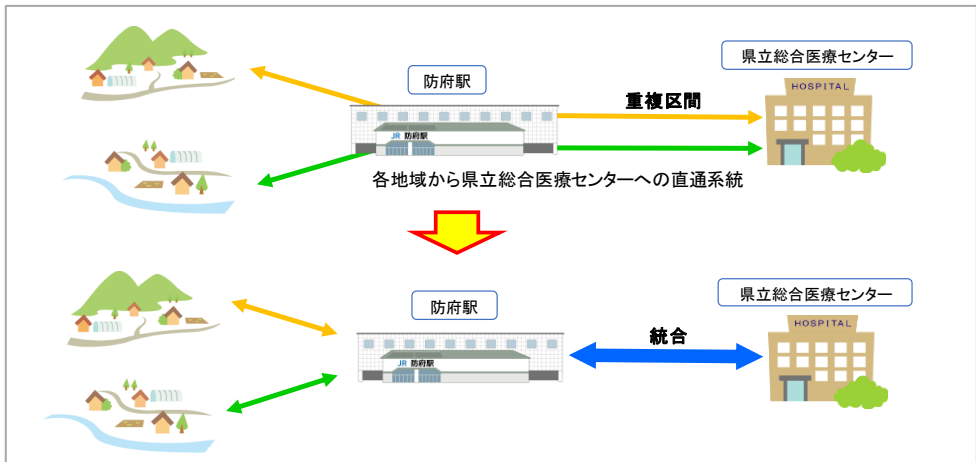 県立総合医療センター
防府駅
HOSPITAL
重複区間
JR 防府駅
各地域から県立総合医療センターへの直通系統
県立総合医療センター
防府駅
HOSPITAL
統合
JR 防府駅